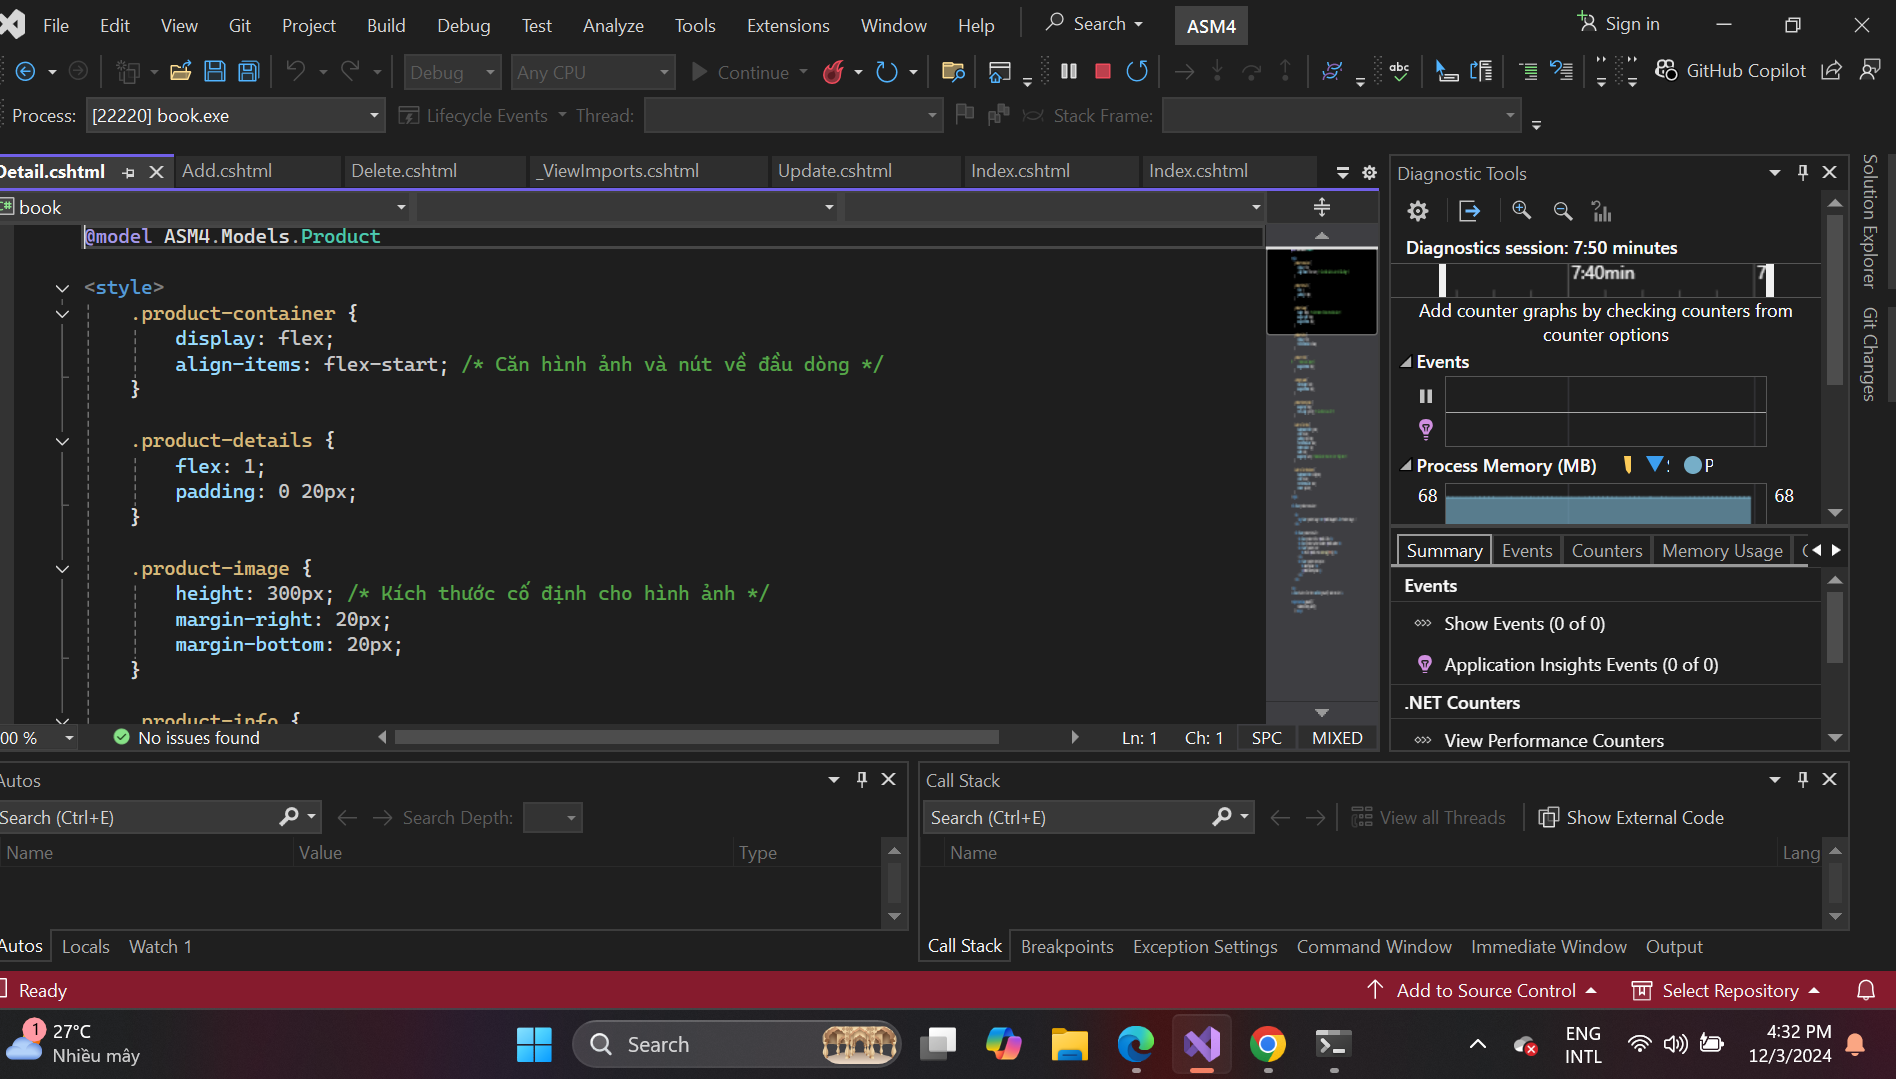 File Edit View Git Project Build Debug Test Analyze Tools Extensions Window Help Search ASM4 Sign in
Debug Any CPU Continue abc GitHub Copilot
Process: [22220] book.exe Lifecycle Events Thread: Stack Frame:
Detail.cshtml Add.cshtml Delete.cshtml _ViewImports.cshtml Update.cshtml Index.cshtml Index.cshtml
book
@model ASM4.Models.Product
<style>
.product-container {
display: flex;
align-items: flex-start; /* Căn hình ảnh và nút về đầu dòng */
}
.product-details {
flex: 1;
padding: 0 20px;
}
.product-image {
height: 300px; /* Kích thước cố định cho hình ảnh */
margin-right: 20px;
margin-bottom: 20px;
}
.product-info {
00 % No issues found Ln: 1 Ch: 1 SPC MIXED
Diagnostic Tools
Diagnostics session: 7:50 minutes
7:40min 7
Add counter graphs by checking counters from
counter options
Events
Process Memory (MB) P
68 68
Summary Events Counters Memory Usage
Events
Show Events (0 of 0)
Application Insights Events (0 of 0)
.NET Counters
View Performance Counters
Solution Explorer
Git Changes
Autos
Search (Ctrl+E) Search Depth:
Name Value Type
Autos Locals Watch 1
Call Stack
Search (Ctrl+E) View all Threads Show External Code
Name Lang
Call Stack Breakpoints Exception Settings Command Window Immediate Window Output
Ready Add to Source Control Select Repository
1 27°C
Nhiều mây
Search
ENG
INTL
4:32 PM
12/3/2024